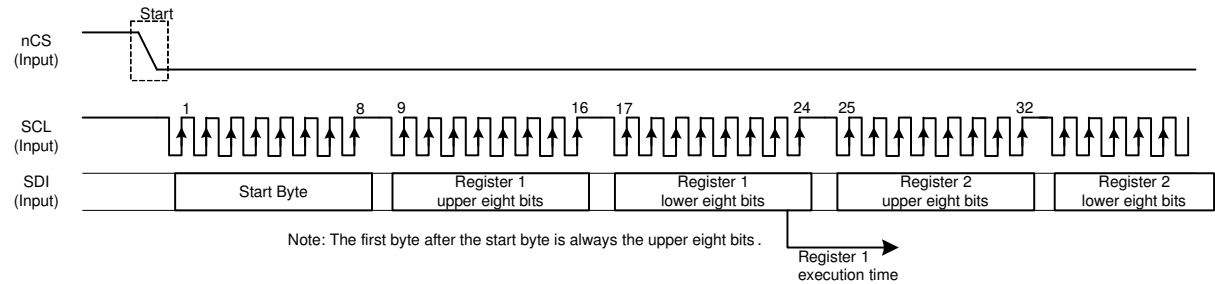 Start
nCS
(Input)
1
8
9
16
17
24
25
32
SCL
(Input)
SDI
(Input)
Start Byte
Register 1
upper eight bits
Register 1
lower eight bits
Register 2
upper eight bits
Register 2
lower eight bits
Note: The first byte after the start byte is always the upper eight bits .
Register 1
execution time